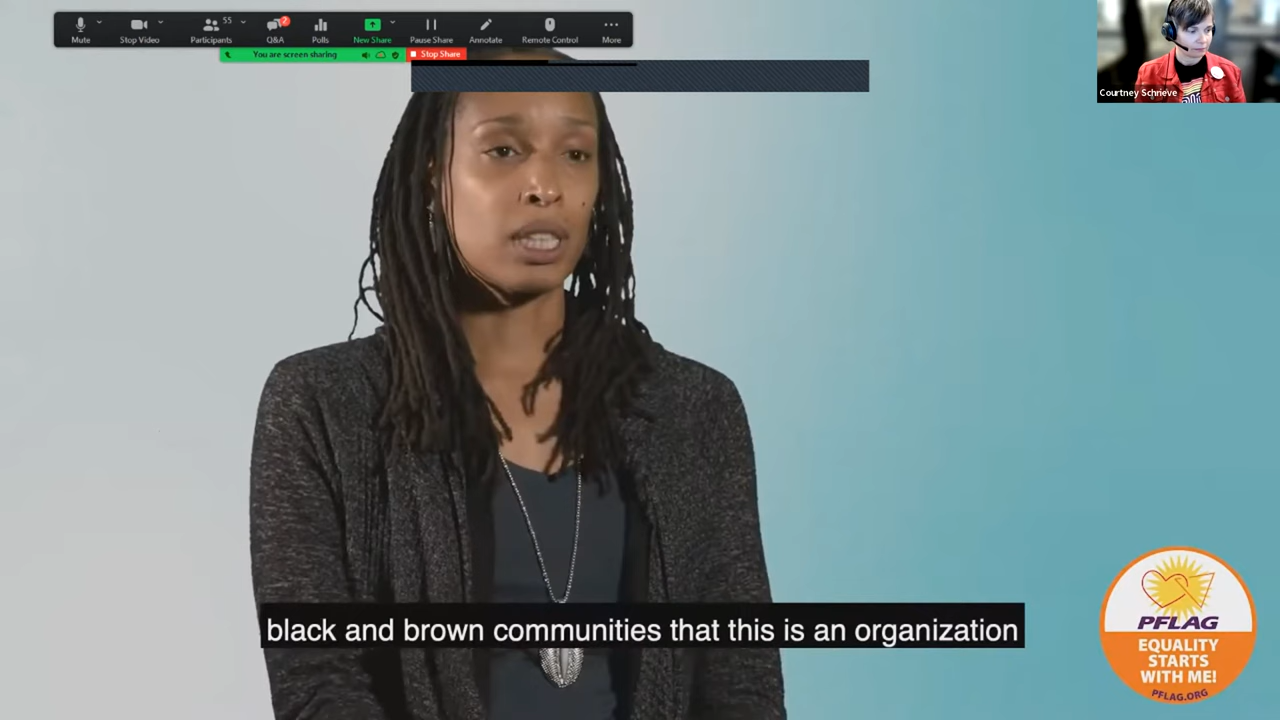 Mute
Stop Video
55
Participants
2
Q&A
Polls
New Share
Pause Share
Annotate
Remote Control
More
You are screen sharing
Stop Share
Courtney Schrieve
black and brown communities that this is an organization
PFLAG
EQUALITY
STARTS
WITH ME!
PFLAG.ORG